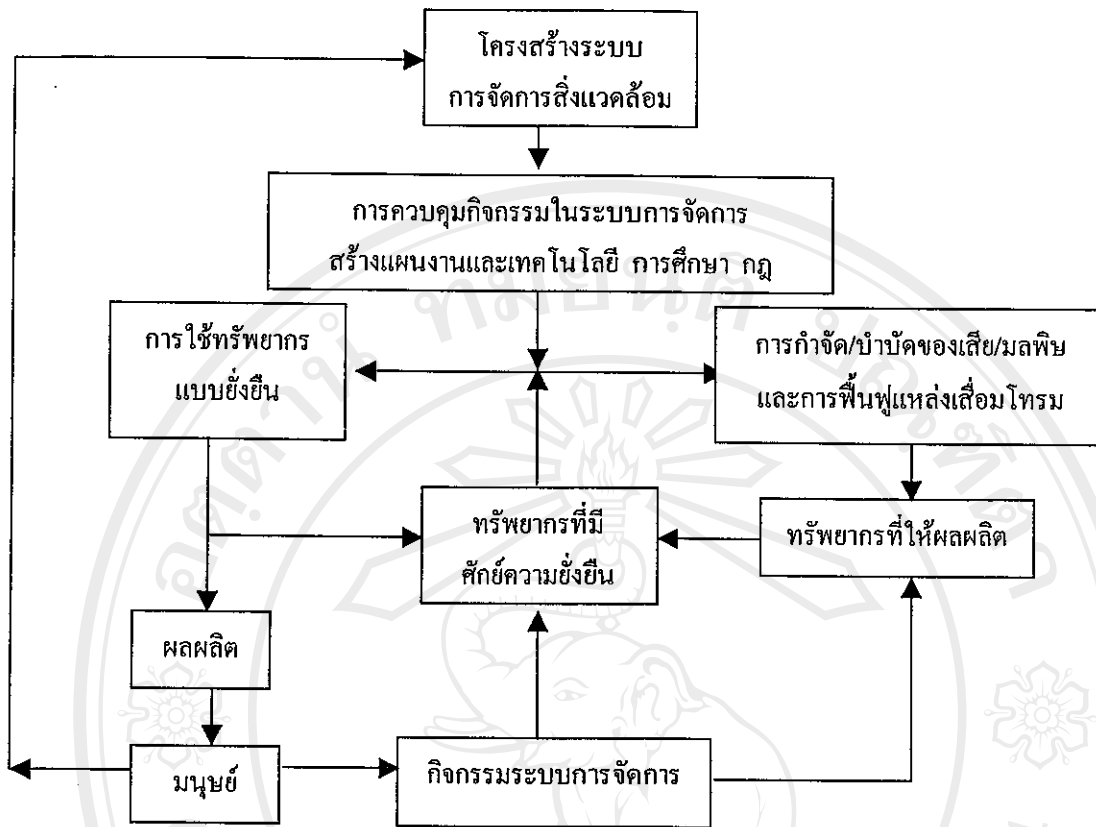 โครงสร้างระบบ
การจัดการสิ่งแวดล้อม
การควบคุมกิจกรรมในระบบการจัดการ
สร้างแผนงานและเทคโนโลยี การศึกษา กฎ
การใช้ทรัพยากร
แบบยั่งยืน
การกำจัด/บำบัดของเสีย/มลพิษ
และการฟื้นฟูแหล่งเสื่อมโทรม
ทรัพยากรที่มี
ศักย์ความยั่งยืน
ทรัพยากรที่ให้ผลผลิต
ผลผลิต
มนุษย์
กิจกรรมระบบการจัดการ